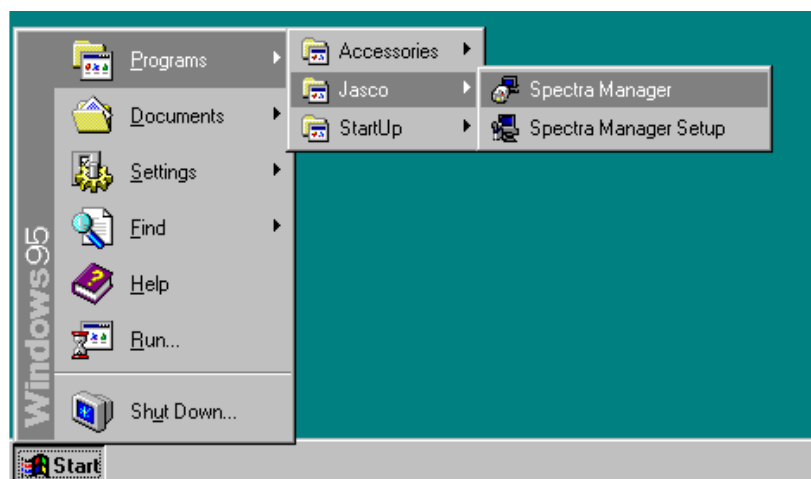 Programs
Documents
Settings
Find
Help
Run...
Shut Down...
Windows95
Accessories
Jasco
StartUp
Spectra Manager
Spectra Manager Setup
Start